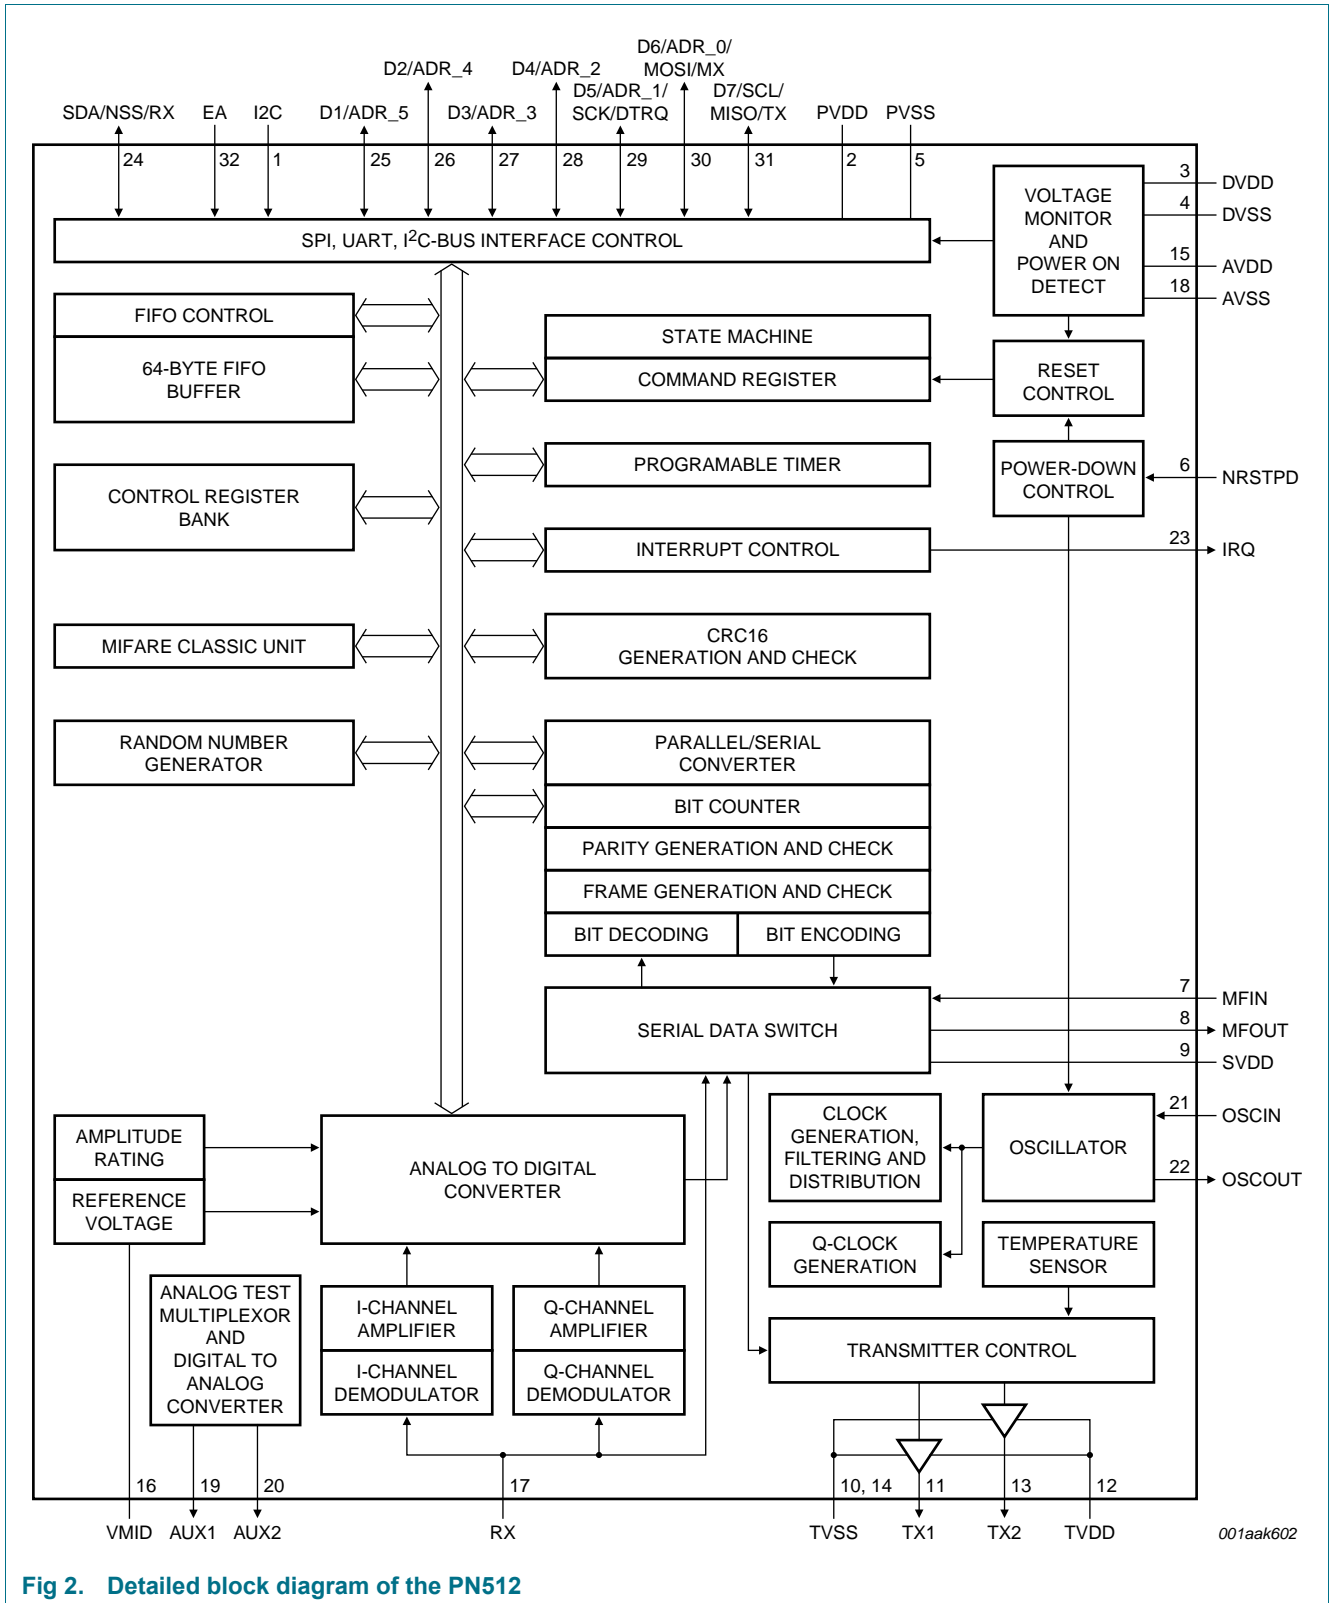 D6/ADR_0/
MOSI/MX
D2/ADR_4
D4/ADR_2
D5/ADR_1/
SCK/DTRQ
D7/SCL/
MISO/TX
SDA/NSS/RX
EA
I2C
D1/ADR_5
D3/ADR_3
PVDD
PVSS
24
32
1
25
26
27
28
29
30
31
2
5
3
DVDD
4
DVSS
15
AVDD
18
AVSS
VOLTAGE
MONITOR
AND
POWER ON
DETECT
SPI, UART, I2C-BUS INTERFACE CONTROL
FIFO CONTROL
64-BYTE FIFO
BUFFER
STATE MACHINE
COMMAND REGISTER
RESET
CONTROL
CONTROL REGISTER
BANK
PROGRAMABLE TIMER
POWER-DOWN
CONTROL
6
NRSTPD
INTERRUPT CONTROL
23
IRQ
MIFARE CLASSIC UNIT
CRC16
GENERATION AND CHECK
RANDOM NUMBER
GENERATOR
PARALLEL/SERIAL
CONVERTER
BIT COUNTER
PARITY GENERATION AND CHECK
FRAME GENERATION AND CHECK
BIT DECODING
BIT ENCODING
SERIAL DATA SWITCH
7
MFIN
8
MFOUT
9
SVDD
AMPLITUDE
RATING
REFERENCE
VOLTAGE
ANALOG TO DIGITAL
CONVERTER
CLOCK
GENERATION,
FILTERING AND
DISTRIBUTION
OSCILLATOR
21
OSCIN
22
OSCOUT
Q-CLOCK
GENERATION
TEMPERATURE
SENSOR
ANALOG TEST
MULTIPLEXOR
AND
DIGITAL TO
ANALOG
CONVERTER
I-CHANNEL
AMPLIFIER
I-CHANNEL
DEMODULATOR
Q-CHANNEL
AMPLIFIER
Q-CHANNEL
DEMODULATOR
TRANSMITTER CONTROL
16
19
20
17
10, 14
11
13
12
VMID
AUX1
AUX2
RX
TVSS
TX1
TX2
TVDD
001aak602
Fig 2. Detailed block diagram of the PN512